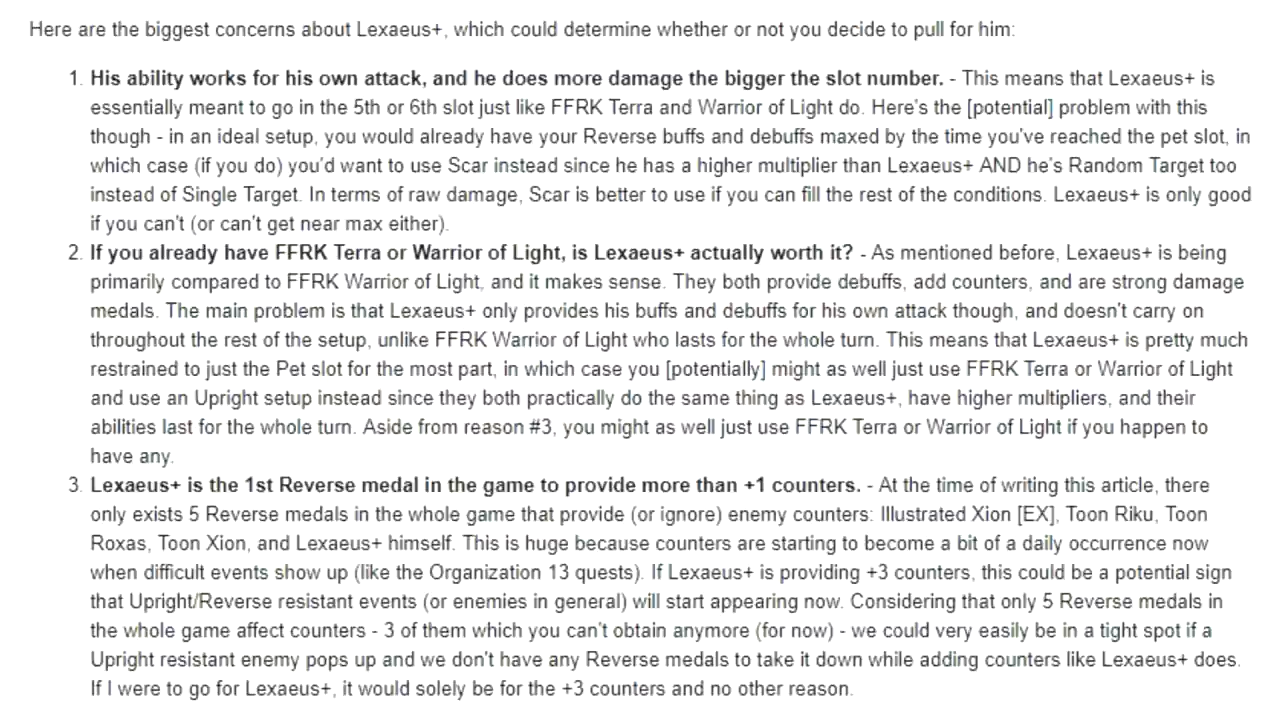 Here are the biggest concerns about Lexaeus+, which could determine whether or not you decide to pull for him:
1. His ability works for his own attack, and he does more damage the bigger the slot number. - This means that Lexaeus+ is
essentially meant to go in the 5th or 6th slot just like FFRK Terra and Warrior of Light do. Here's the [potential] problem with this
though - in an ideal setup, you would already have your Reverse buffs and debuffs maxed by the time you've reached the pet slot, in
which case (if you do) you'd want to use Scar instead since he has a higher multiplier than Lexaeus+ AND he's Random Target too
instead of Single Target. In terms of raw damage, Scar is better to use if you can fill the rest of the conditions. Lexaeus+ is only good
if you can't (or can't get near max either).
2. If you already have FFRK Terra or Warrior of Light, is Lexaeus+ actually worth it? - As mentioned before, Lexaeus+ is being
primarily compared to FFRK Warrior of Light, and it makes sense. They both provide debuffs, add counters, and are strong damage
medals. The main problem is that Lexaeus+ only provides his buffs and debuffs for his own attack though, and doesn't carry on
throughout the rest of the setup, unlike FFRK Warrior of Light who lasts for the whole turn. This means that Lexaeus+ is pretty much
restrained to just the Pet slot for the most part, in which case you [potentially] might as well just use FFRK Terra or Warrior of Light
and use an Upright setup instead since they both practically do the same thing as Lexaeus+, have higher multipliers, and their
abilities last for the whole turn. Aside from reason #3, you might as well just use FFRK Terra or Warrior of Light if you happen to
have any.
3. Lexaeus+ is the 1st Reverse medal in the game to provide more than +1 counters. - At the time of writing this article, there
only exists 5 Reverse medals in the whole game that provide (or ignore) enemy counters: Illustrated Xion [EX], Toon Riku, Toon
Roxas, Toon Xion, and Lexaeus+ himself. This is huge because counters are starting to become a bit of a daily occurrence now
when difficult events show up (like the Organization 13 quests). If Lexaeus+ is providing +3 counters, this could be a potential sign
that Upright/Reverse resistant events (or enemies in general) will start appearing now. Considering that only 5 Reverse medals in
the whole game affect counters - 3 of them which you can't obtain anymore (for now) - we could very easily be in a tight spot if a
Upright resistant enemy pops up and we don't have any Reverse medals to take it down while adding counters like Lexaeus+ does.
If I were to go for Lexaeus+, it would solely be for the +3 counters and no other reason.